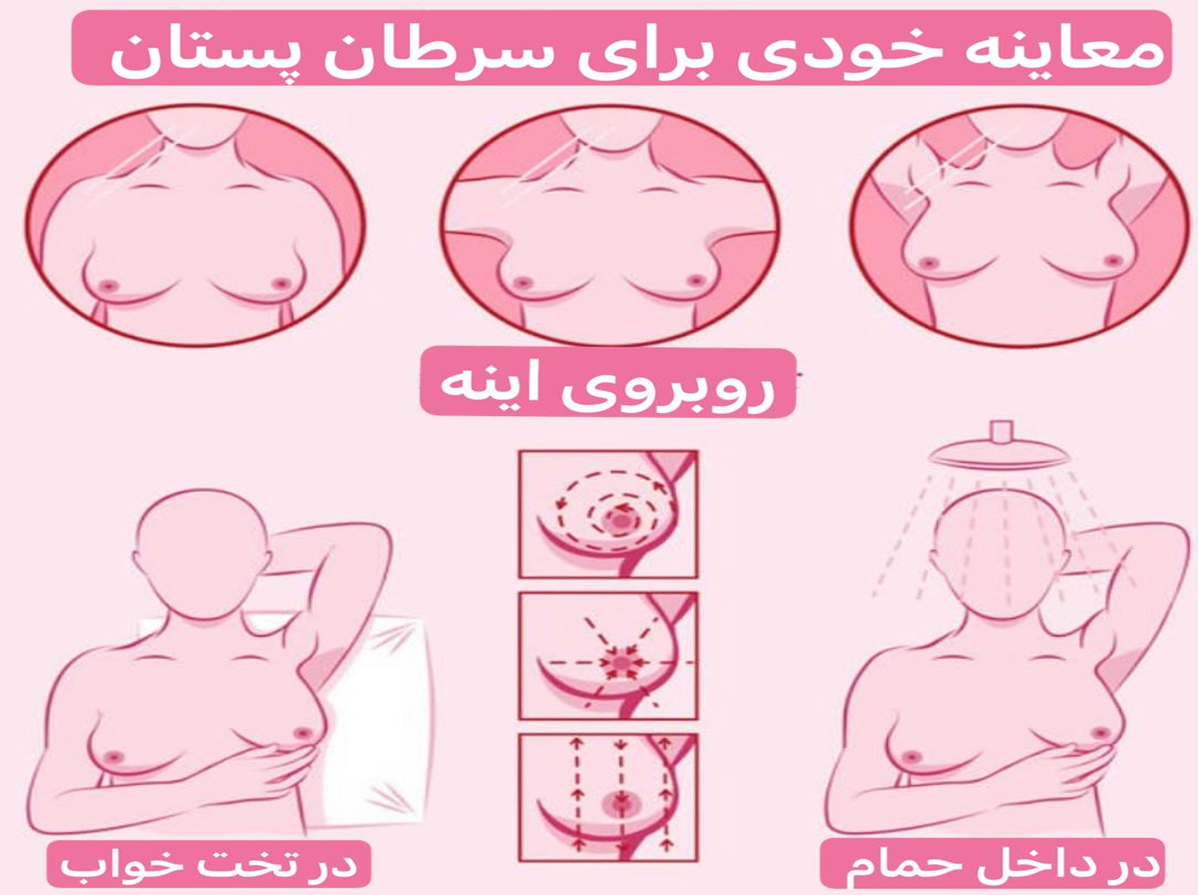 معاینه خودی برای سرطان پستان
روبروی اینه
در تخت خواب
در داخل حمام